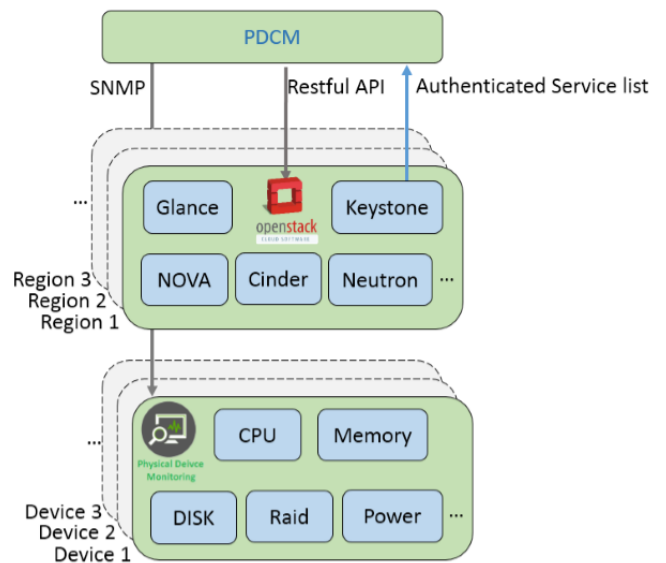 PDCM
SNMP
Restful API
Authenticated Service list
...
Glance
openstack
CLOUD SOFTWARE
Keystone
NOVA
Cinder
Neutron
...
Region 3
Region 2
Region 1
...
CPU
Memory
Physical Deivce
Monitoring
DISK
Raid
Power
...
Device 3
Device 2
Device 1